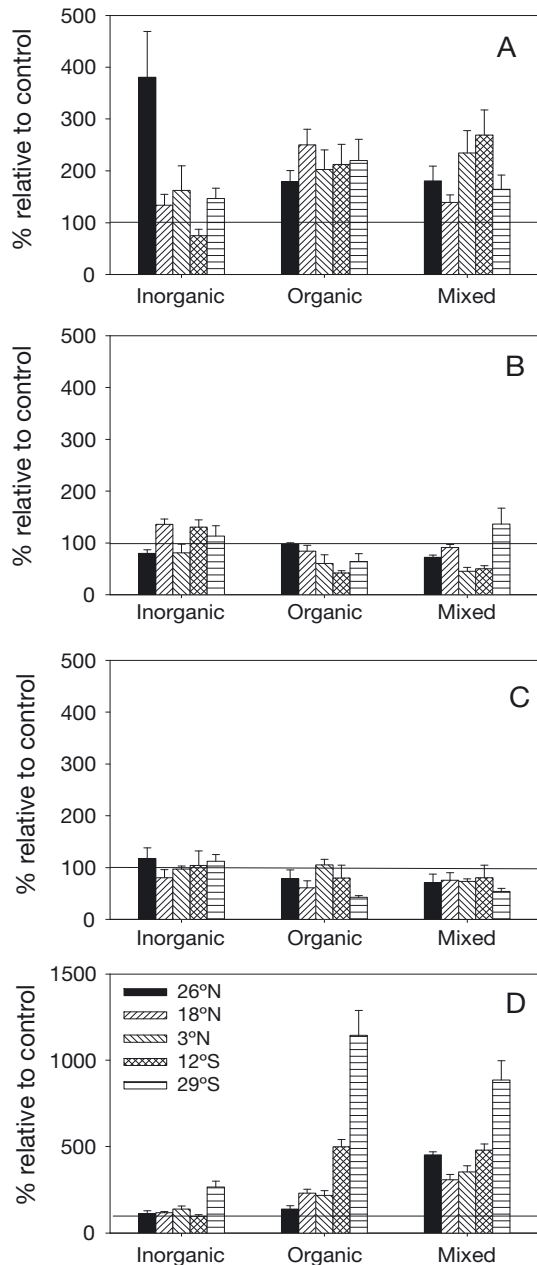 A
% relative to control
500
400
300
200
100
0
Inorganic Organic Mixed
B
% relative to control
500
400
300
200
100
0
Inorganic Organic Mixed
C
% relative to control
500
400
300
200
100
0
Inorganic Organic Mixed
D
% relative to control
1500
1000
500
0
26ºN
18ºN
3ºN
12ºS
29ºS
Inorganic Organic Mixed